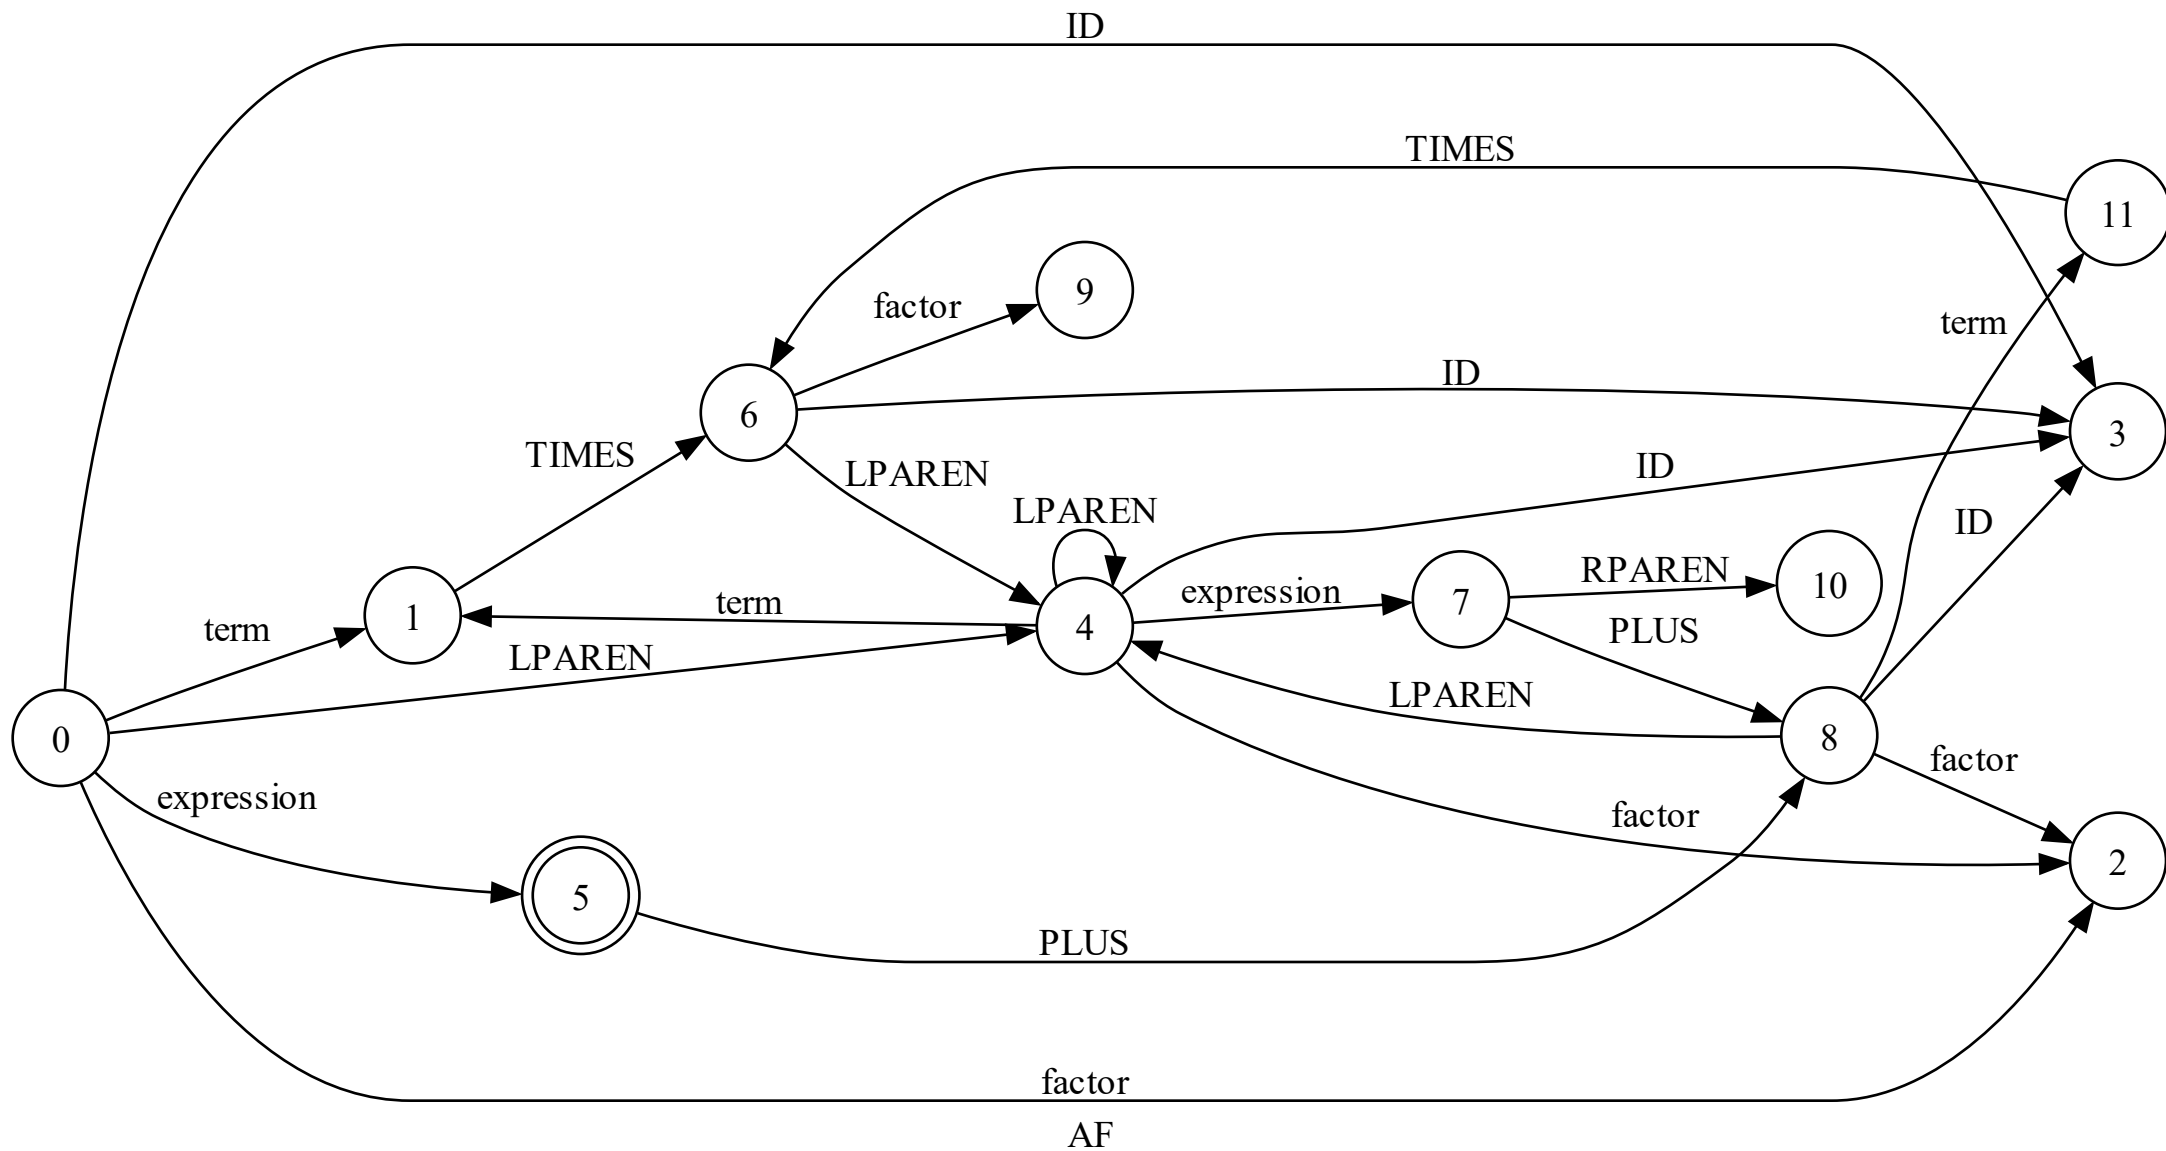 ID
TIMES
11
9
factor
term
ID
6
3
TIMES
LPAREN
ID
LPAREN
ID
RPAREN
10
expression
7
term
1
4
PLUS
term
LPAREN
LPAREN
0
8
factor
expression
factor
2
5
PLUS
factor
AF